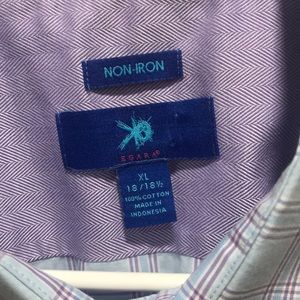 NON-IRON
EGARA
XL
18/18½
100% COTTON
MADE IN
INDONESIA